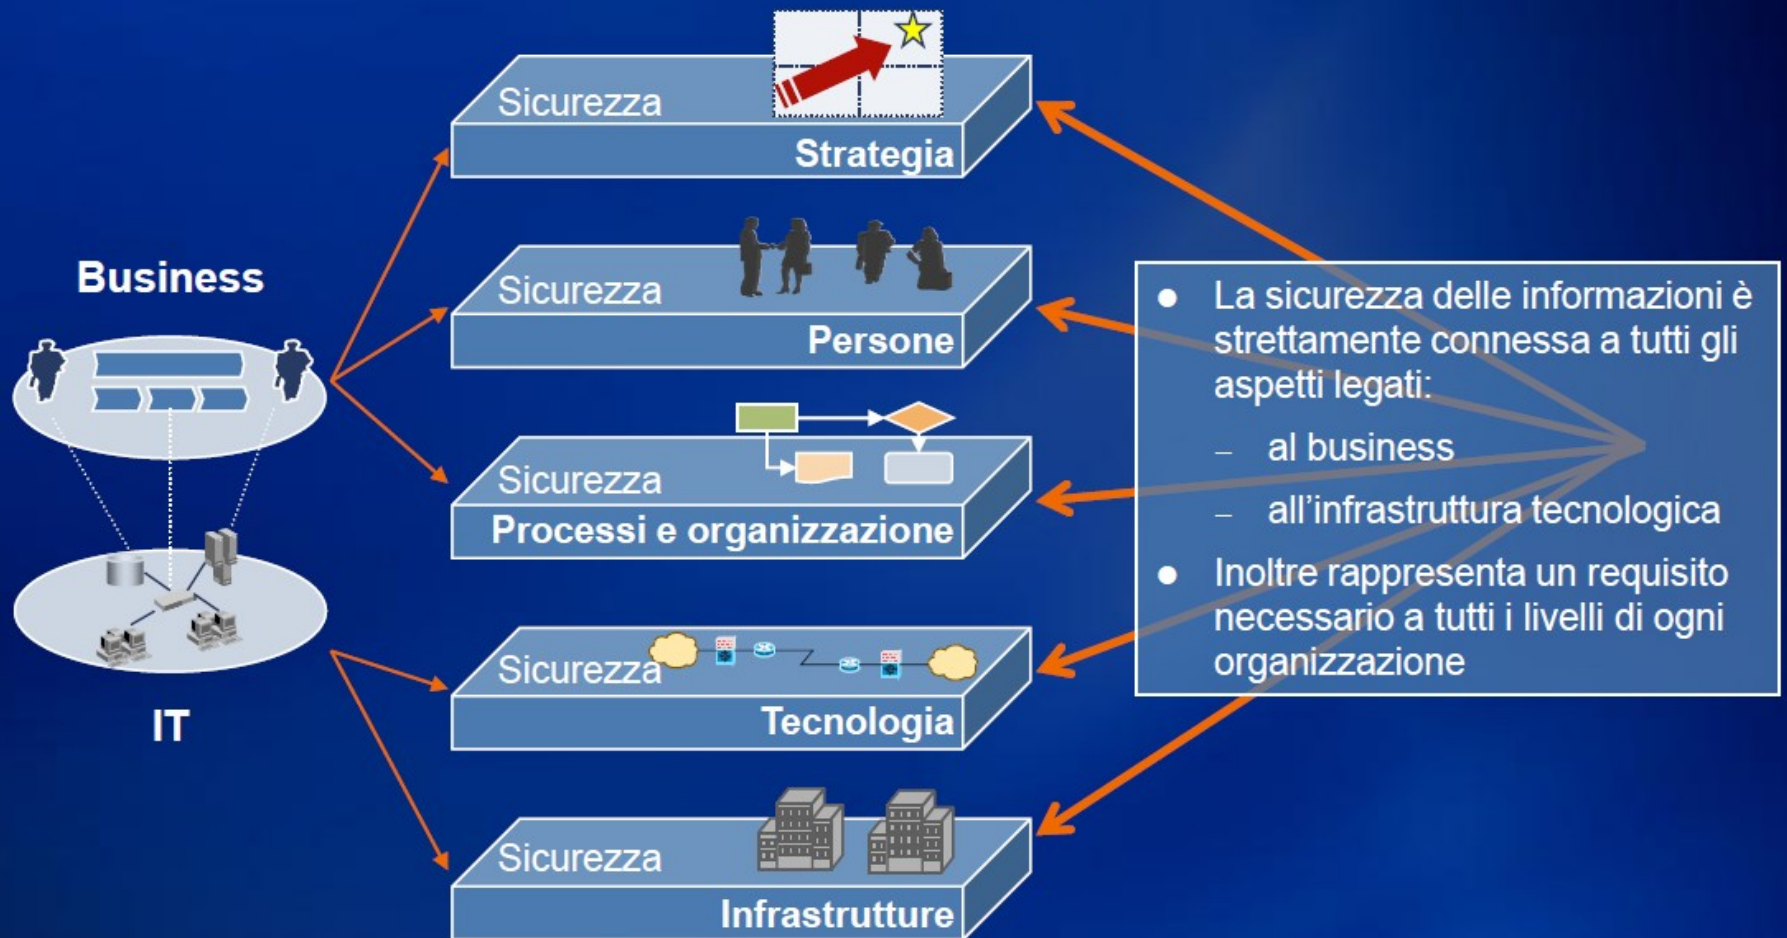 Business
IT
Sicurezza
Strategia
Sicurezza
Persone
Sicurezza
Processi e organizzazione
Sicurezza
Tecnologia
Sicurezza
Infrastrutture
● La sicurezza delle informazioni è
strettamente connessa a tutti gli
aspetti legati:
– al business
– all’infrastruttura tecnologica
● Inoltre rappresenta un requisito
necessario a tutti i livelli di ogni
organizzazione